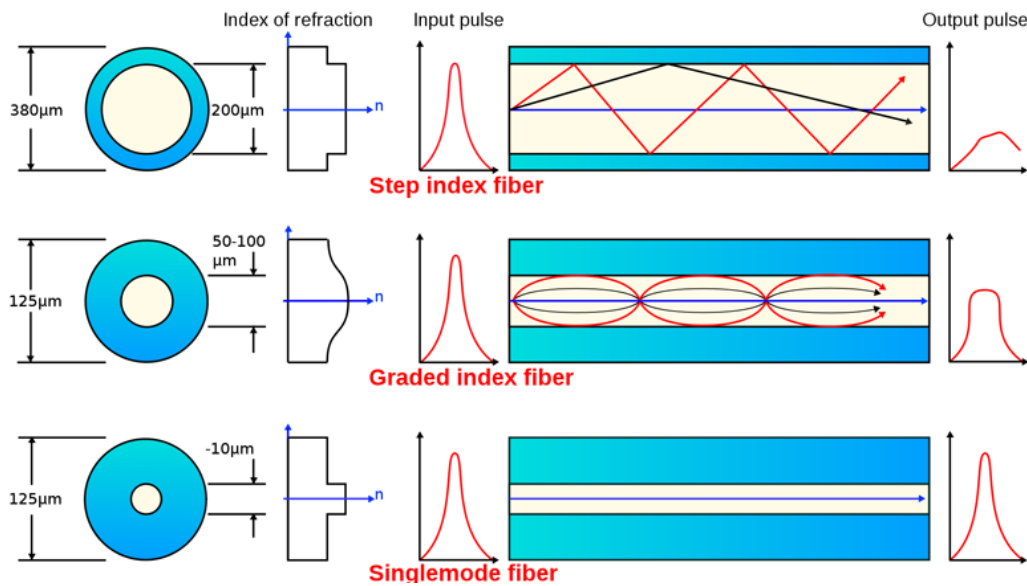 Index of refraction
Input pulse
Output pulse
380µm
200µm
n
Step index fiber
50-100
µm
125µm
n
Graded index fiber
-10µm
125µm
n
Singlemode fiber